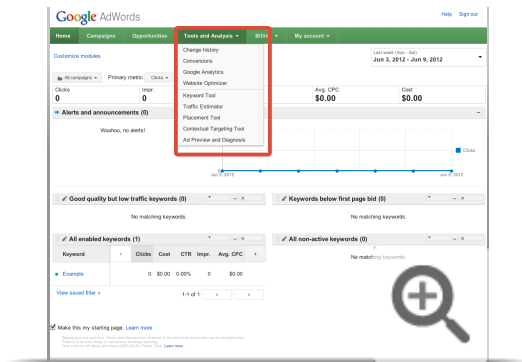 Google AdWords
Help Sign out
Home Campaigns Opportunities Tools and Analysis Billing My account
Customize modules
Last week (Sun - Sat)
Jun 3, 2012 - Jun 9, 2012
All campaigns Primary metric Clicks
Change history
Conversions
Google Analytics
Website Optimizer
Keyword Tool
Traffic Estimator
Placement Tool
Contextual Targeting Tool
Ad Preview and Diagnosis
Clicks Impr. Avg. CPC Cost
0 0 $0.00 $0.00
Alerts and announcements (0)
Woohoo, no alerts!
Clicks
Jun 3, 2012 Jun 9, 2012
Good quality but low traffic keywords (0)
No matching keywords.
Keywords below first page bid (0)
No matching keywords.
All enabled keywords (1)
Keyword Clicks Cost CTR Impr. Avg. CPC
Example 0 $0.00 0.00% 0 $0.00
View saved filter » 1-1 of 1
All non-active keywords (0)
No matching keywords.
Make this my starting page. Learn more